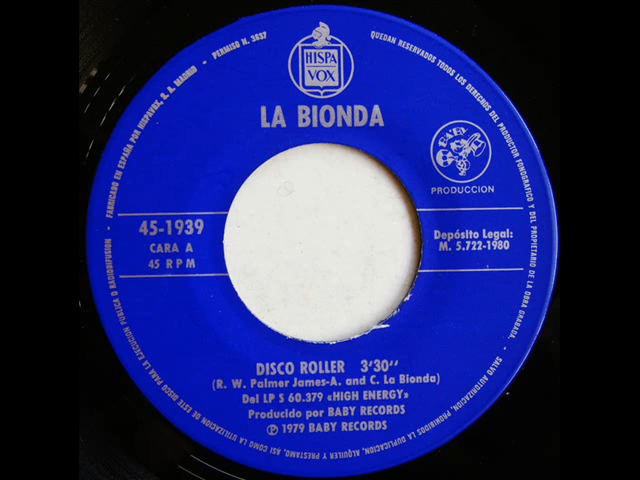 HISPA
VOX
LA BIONDA
BABY
PRODUCCION
45-1939
CARA A
45 RPM
Depósito Legal:
M. 5.722-1980
DISCO ROLLER 3'30''
(R. W. Palmer James-A. and C. La Bionda)
Del LP S 60.379 «HIGH ENERGY»
Producido por BABY RECORDS
℗ 1979 BABY RECORDS
FABRICADO EN ESPAÑA POR HISPAVOX, S. A. MADRID - PERMISO N. 3837
QUEDAN RESERVADOS TODOS LOS DERECHOS DEL PRODUCTOR FONOGRAFICO Y DEL PROPIETARIO DE LA OBRA GRABADA. - SALVO AUTORIZACION, PROHIBIDOS LA DUPLICACION, ALQUILER Y PRESTAMO, ASI COMO LA UTILIZACION DE ESTE DISCO PARA LA EJECUCION PUBLICA O RADIODIFUSION -